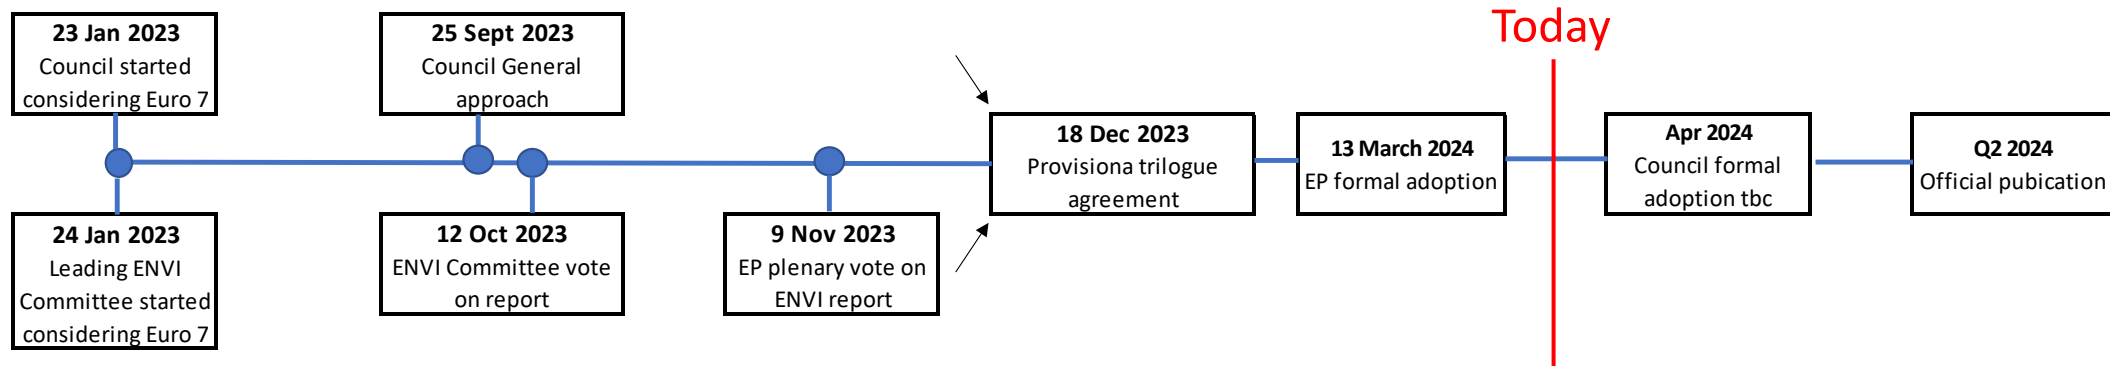 Today
23 Jan 2023
Council started
considering Euro 7
25 Sept 2023
Council General
approach
18 Dec 2023
Provisiona trilogue
agreement
13 March 2024
EP formal adoption
Apr 2024
Council formal
adoption tbc
Q2 2024
Official pubication
24 Jan 2023
Leading ENVI
Committee started
considering Euro 7
12 Oct 2023
ENVI Committee vote
on report
9 Nov 2023
EP plenary vote on
ENVI report